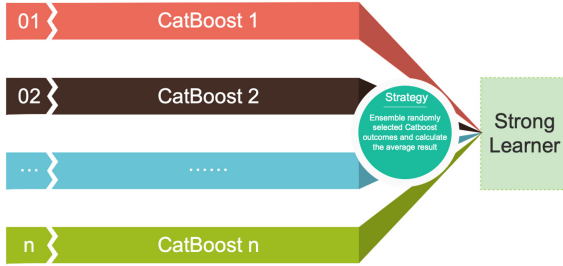 01 CatBoost 1
02 CatBoost 2
Strategy
Ensemble randomly
selected Catboost
outcomes and calculate
the average result
Strong
Learner
... ......
n CatBoost n